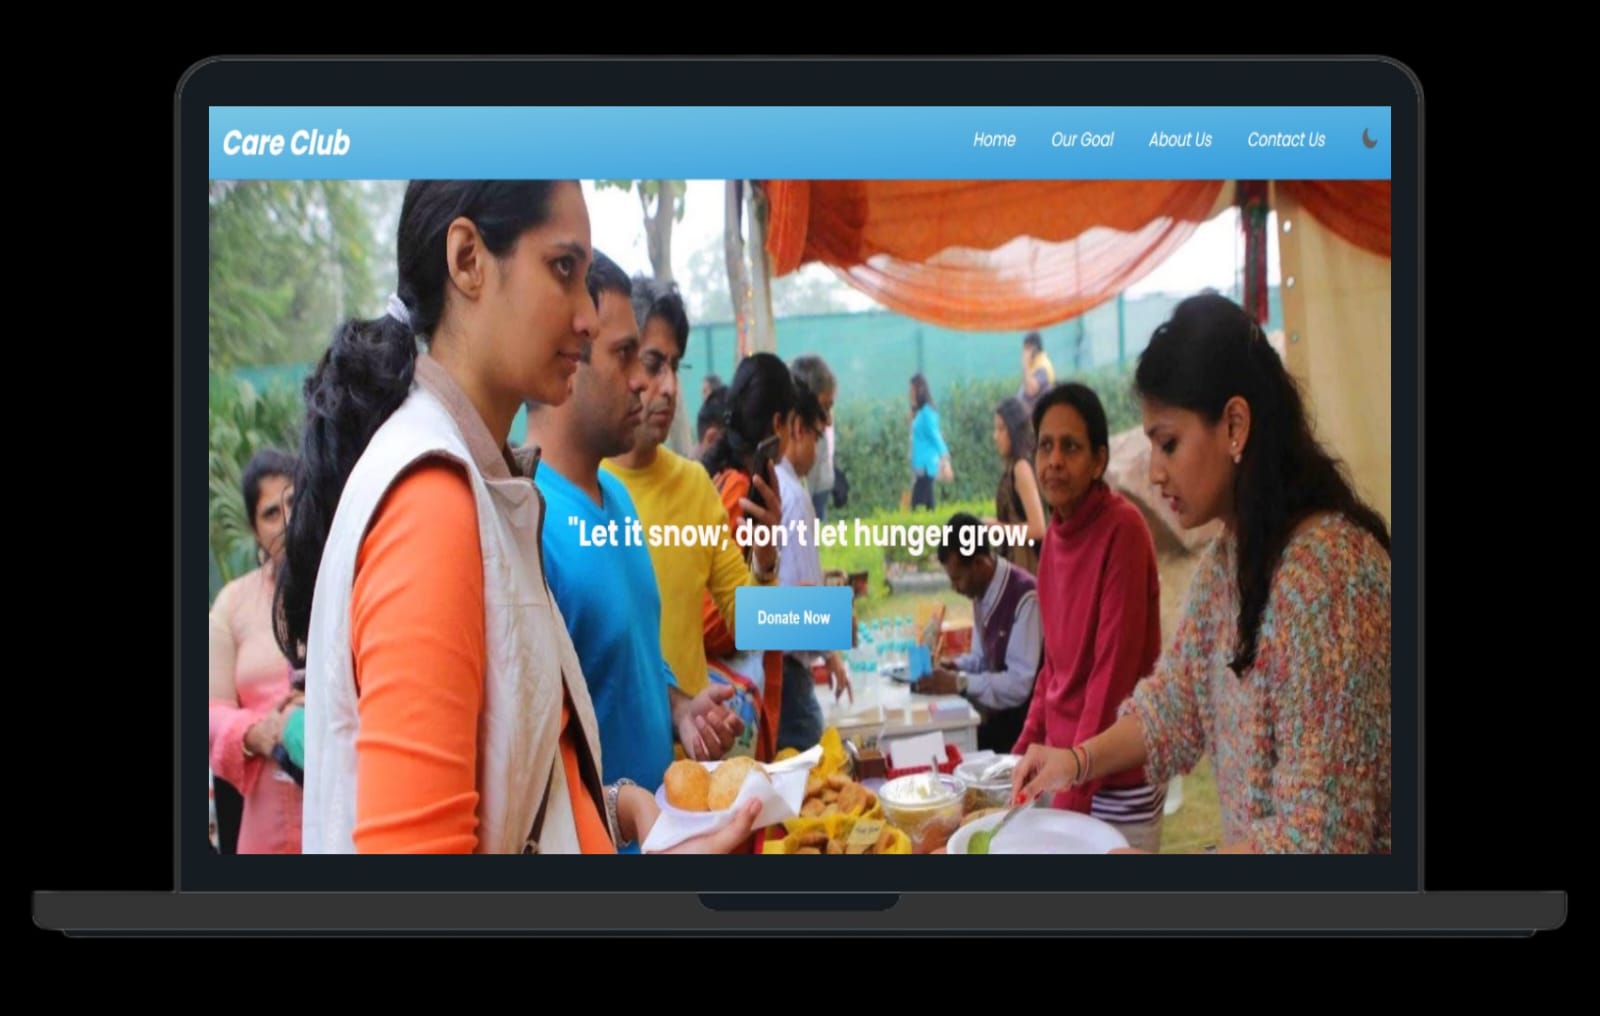 Care Club
Home Our Goal About Us Contact Us
"Let it snow; don’t let hunger grow.
Donate Now